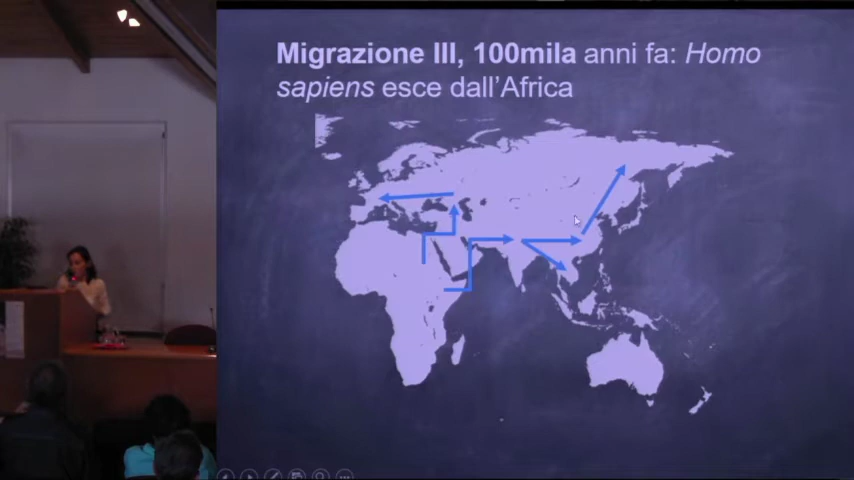 Migrazione III, 100mila anni fa: Homo
sapiens esce dall'Africa